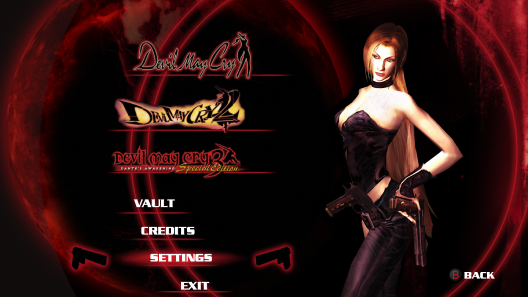 Devil May Cry
DEVIL MAY CRY 2
Devil may cry 3
DANTE'S AWAKENING Special Edition
VAULT
CREDITS
SETTINGS
EXIT
B BACK